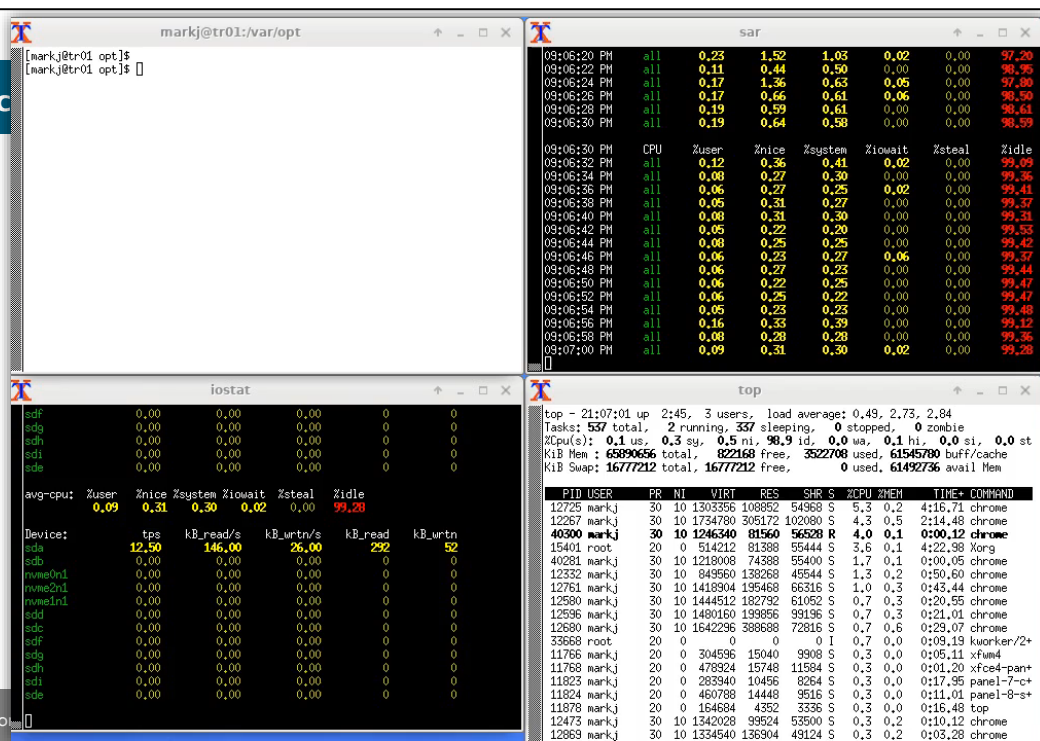 markj@tr01:/var/opt
[markj@tr01 opt]$
[markj@tr01 opt]$
sar
09:06:20 PM all 0.23 1.52 1.03 0.02 0.00 97.20
09:06:22 PM all 0.11 0.44 0.50 0.00 0.00 98.95
09:06:24 PM all 0.17 1.36 0.63 0.05 0.00 97.80
09:06:26 PM all 0.17 0.66 0.61 0.06 0.00 98.50
09:06:28 PM all 0.19 0.59 0.61 0.00 0.00 98.61
09:06:30 PM all 0.19 0.64 0.58 0.00 0.00 98.59
09:06:30 PM CPU %user %nice %system %iowait %steal %idle
09:06:32 PM all 0.12 0.36 0.41 0.02 0.00 99.09
09:06:34 PM all 0.08 0.27 0.30 0.00 0.00 99.36
09:06:36 PM all 0.06 0.27 0.25 0.02 0.00 99.41
09:06:38 PM all 0.05 0.31 0.27 0.00 0.00 99.37
09:06:40 PM all 0.08 0.31 0.30 0.00 0.00 99.31
09:06:42 PM all 0.05 0.22 0.20 0.00 0.00 99.53
09:06:44 PM all 0.08 0.25 0.25 0.00 0.00 99.42
09:06:46 PM all 0.06 0.23 0.27 0.06 0.00 99.37
09:06:48 PM all 0.06 0.27 0.23 0.00 0.00 99.44
09:06:50 PM all 0.06 0.22 0.25 0.00 0.00 99.47
09:06:52 PM all 0.06 0.25 0.22 0.00 0.00 99.47
09:06:54 PM all 0.05 0.23 0.23 0.00 0.00 99.48
09:06:56 PM all 0.16 0.33 0.39 0.00 0.00 99.12
09:06:58 PM all 0.08 0.28 0.28 0.00 0.00 99.36
09:07:00 PM all 0.09 0.31 0.30 0.02 0.00 99.28
iostat
sdf 0.00 0.00 0.00 0 0
sdg 0.00 0.00 0.00 0 0
sdh 0.00 0.00 0.00 0 0
sdi 0.00 0.00 0.00 0 0
sde 0.00 0.00 0.00 0 0
avg-cpu: %user %nice %system %iowait %steal %idle
0.09 0.31 0.30 0.02 0.00 99.28
Device: tps kB_read/s kB_wrtn/s kB_read kB_wrtn
sda 12.50 146.00 26.00 292 52
sdb 0.00 0.00 0.00 0 0
nvme0n1 0.00 0.00 0.00 0 0
nvme2n1 0.00 0.00 0.00 0 0
nvme1n1 0.00 0.00 0.00 0 0
sdd 0.00 0.00 0.00 0 0
sdc 0.00 0.00 0.00 0 0
sdf 0.00 0.00 0.00 0 0
sdg 0.00 0.00 0.00 0 0
sdh 0.00 0.00 0.00 0 0
sdi 0.00 0.00 0.00 0 0
sde 0.00 0.00 0.00 0 0
top
top - 21:07:01 up 2:45, 3 users, load average: 0.49, 2.73, 2.84
Tasks: 537 total, 2 running, 337 sleeping, 0 stopped, 0 zombie
%Cpu(s): 0.1 us, 0.3 sy, 0.5 ni, 98.9 id, 0.0 wa, 0.1 hi, 0.0 si, 0.0 st
KiB Mem : 65890656 total, 822168 free, 3522708 used, 61545780 buff/cache
KiB Swap: 16777212 total, 16777212 free, 0 used. 61492736 avail Mem
PID USER PR NI VIRT RES SHR S %CPU %MEM TIME+ COMMAND
12725 markj 30 10 1303356 108852 54968 S 5.3 0.2 4:16.71 chrome
12267 markj 30 10 1734780 305172 102080 S 4.3 0.5 2:14.48 chrome
40300 markj 30 10 1246340 81560 56528 R 4.0 0.1 0:00.12 chrome
15401 root 20 0 514212 81388 55444 S 3.6 0.1 4:22.98 Xorg
40281 markj 30 10 1218008 74388 55400 S 1.7 0.1 0:00.05 chrome
12332 markj 30 10 849560 138268 45544 S 1.3 0.2 0:50.60 chrome
12761 markj 30 10 1418904 195468 66316 S 1.0 0.3 0:43.44 chrome
12580 markj 30 10 1444512 182792 61052 S 0.7 0.3 0:20.55 chrome
12596 markj 30 10 1480160 199856 99196 S 0.7 0.3 0:21.01 chrome
12680 markj 30 10 1642296 388688 72816 S 0.7 0.6 0:29.07 chrome
33668 root 20 0 0 0 0 I 0.7 0.0 0:09.19 kworker/2+
11766 markj 20 0 304596 15040 9908 S 0.3 0.0 0:05.11 xfwm4
11768 markj 20 0 478924 15748 11584 S 0.3 0.0 0:01.20 xfce4-pan+
11823 markj 20 0 283940 10456 8264 S 0.3 0.0 0:17.95 panel-7-c+
11824 markj 20 0 460788 14448 9516 S 0.3 0.0 0:11.01 panel-8-s+
11878 markj 20 0 164684 4352 3336 S 0.3 0.0 0:16.48 top
12473 markj 30 10 1342028 99524 53500 S 0.3 0.2 0:10.12 chrome
12869 markj 30 10 1334540 136904 49124 S 0.3 0.2 0:03.28 chrome